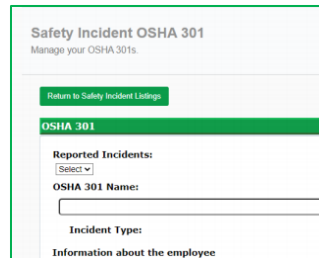 Safety Incident OSHA 301
Manage your OSHA 301s.
Return to Safety Incident Listings
OSHA 301
Reported Incidents:
Select
OSHA 301 Name:
Incident Type:
Information about the employee